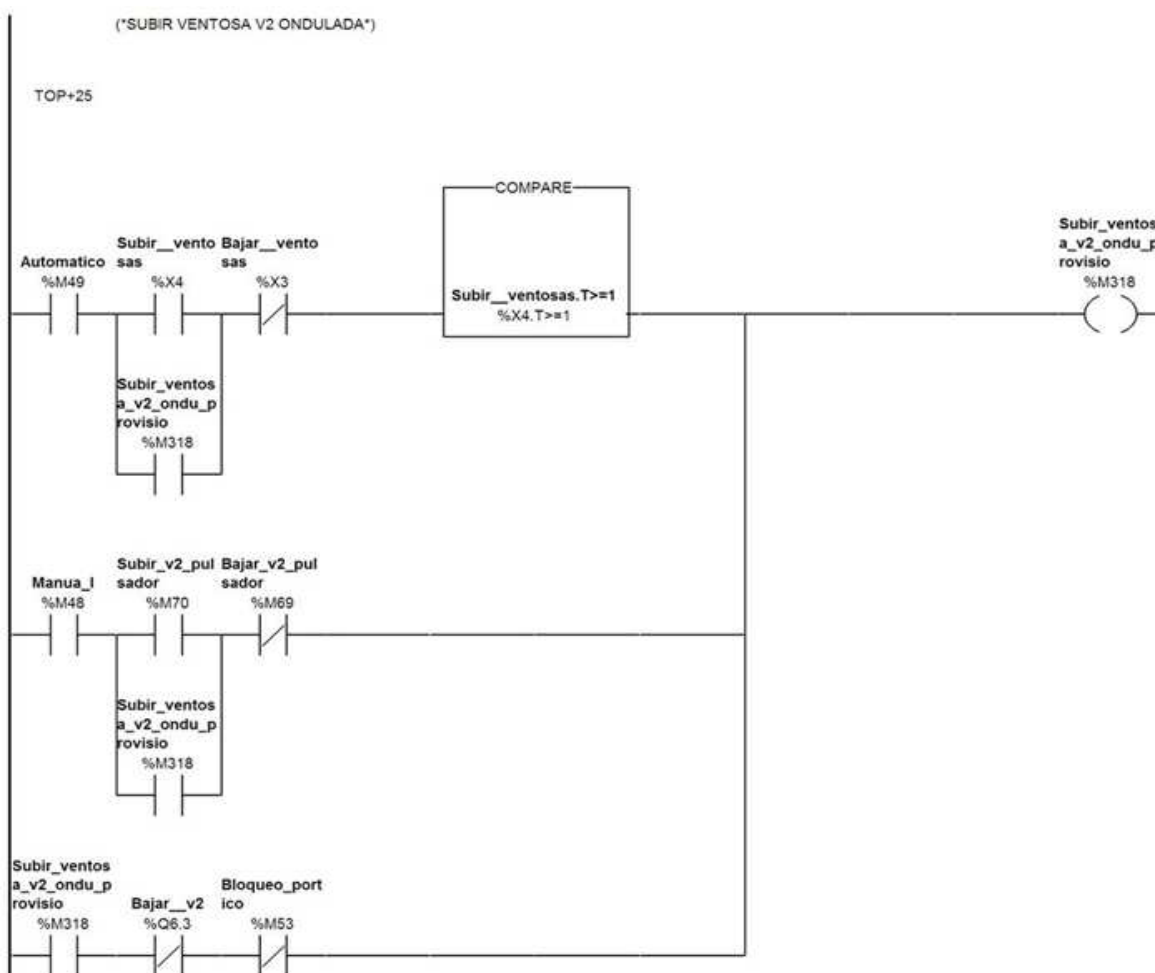 (*SUBIR VENTOSA V2 ONDULADA*)
TOP+25
COMPARE
Subir_ventos
a_v2_ondu_p
rovisio
%M318
Automatico
%M49
Subir__vento
sas
%X4
Bajar__vento
sas
%X3
Subir__ventosas.T>=1
%X4.T>=1
Subir_ventos
a_v2_ondu_p
rovisio
%M318
Manua_l
%M48
Subir_v2_pul
sador
%M70
Bajar_v2_pul
sador
%M69
Subir_ventos
a_v2_ondu_p
rovisio
%M318
Subir_ventos
a_v2_ondu_p
rovisio
%M318
Bajar__v2
%Q6.3
Bloqueo_port
ico
%M53